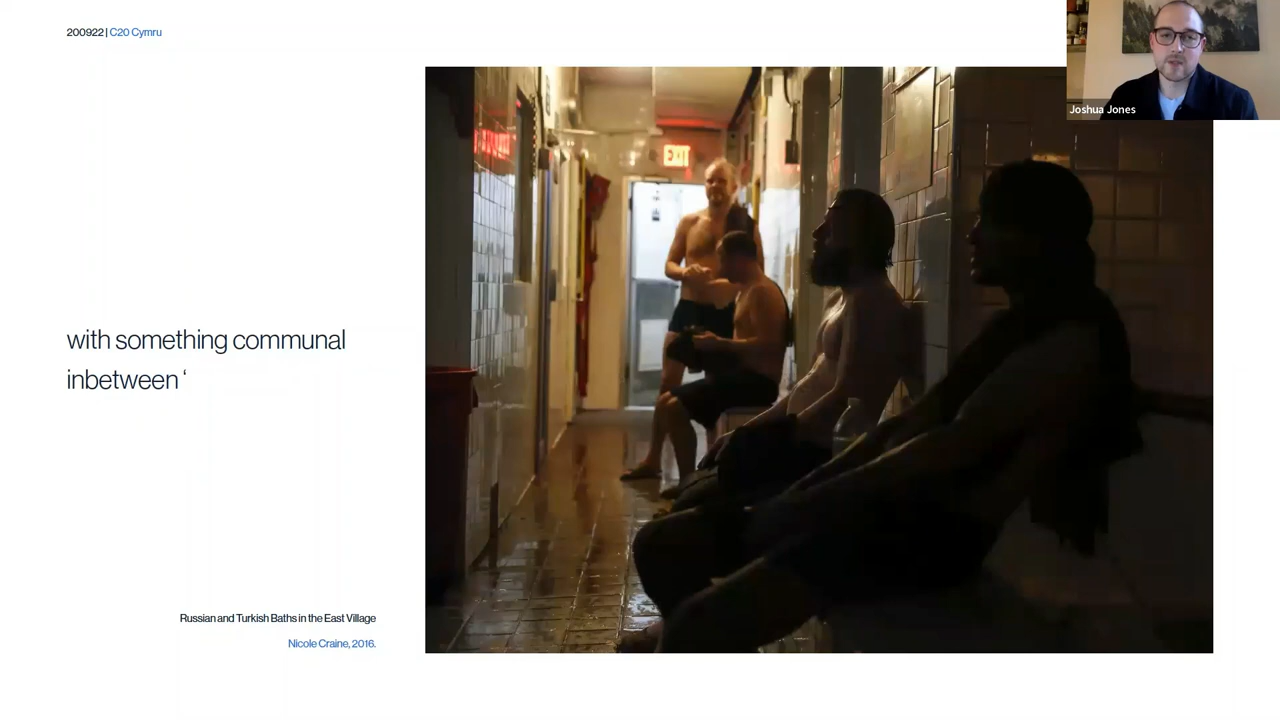 200922 | C20 Cymru
Joshua Jones
EXIT
with something communal
inbetween ‘
Russian and Turkish Baths in the East Village
Nicole Craine, 2016.